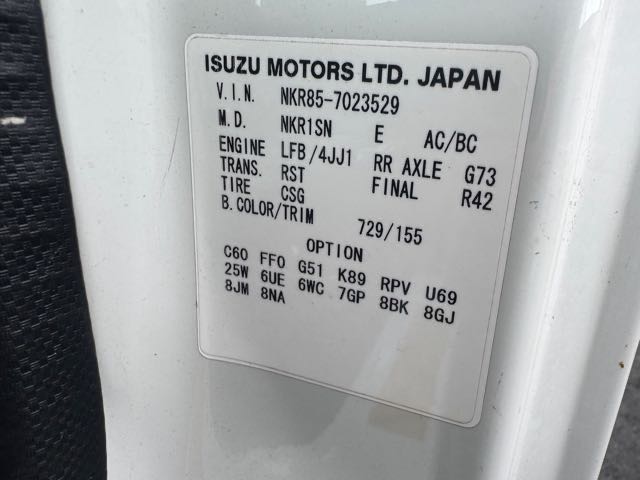 ISUZU MOTORS LTD. JAPAN
V.I.N. NKR85-7023529
M.D. NKR1SN E AC/BC
ENGINE LFB/4JJ1 RR AXLE G73
TRANS. RST FINAL R42
TIRE CSG
B.COLOR/TRIM 729/155
OPTION
C60 FF0 G51 K89 RPV U69
25W 6UE 6WC 7GP 8BK 8GJ
8JM 8NA